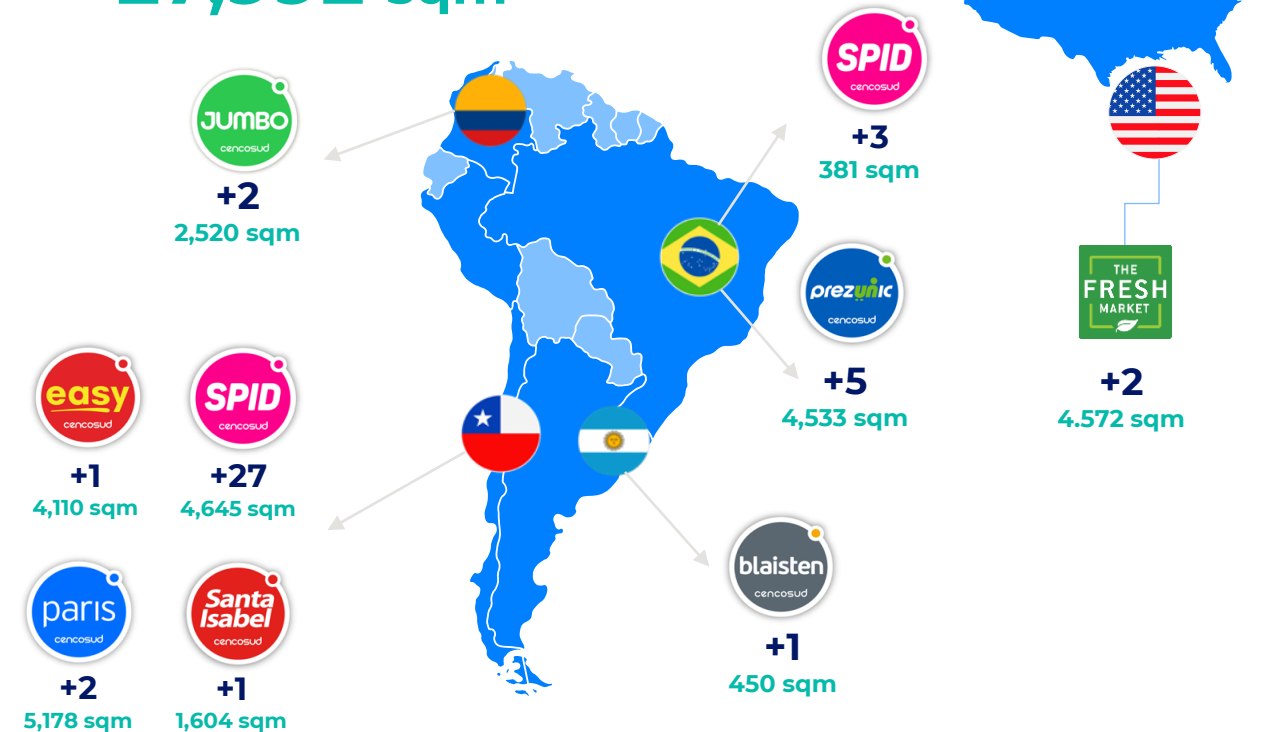 sqm
SPID
cencosud
+3
381 sqm
JUMBO
cencosud
+2
2,520 sqm
prezunic
cencosud
+5
4,533 sqm
THE
FRESH
MARKET
+2
4.572 sqm
easy
cencosud
+1
4,110 sqm
SPID
cencosud
+27
4,645 sqm
paris
cencosud
+2
5,178 sqm
Santa
Isabel
cencosud
+1
1,604 sqm
blaisten
cencosud
+1
450 sqm